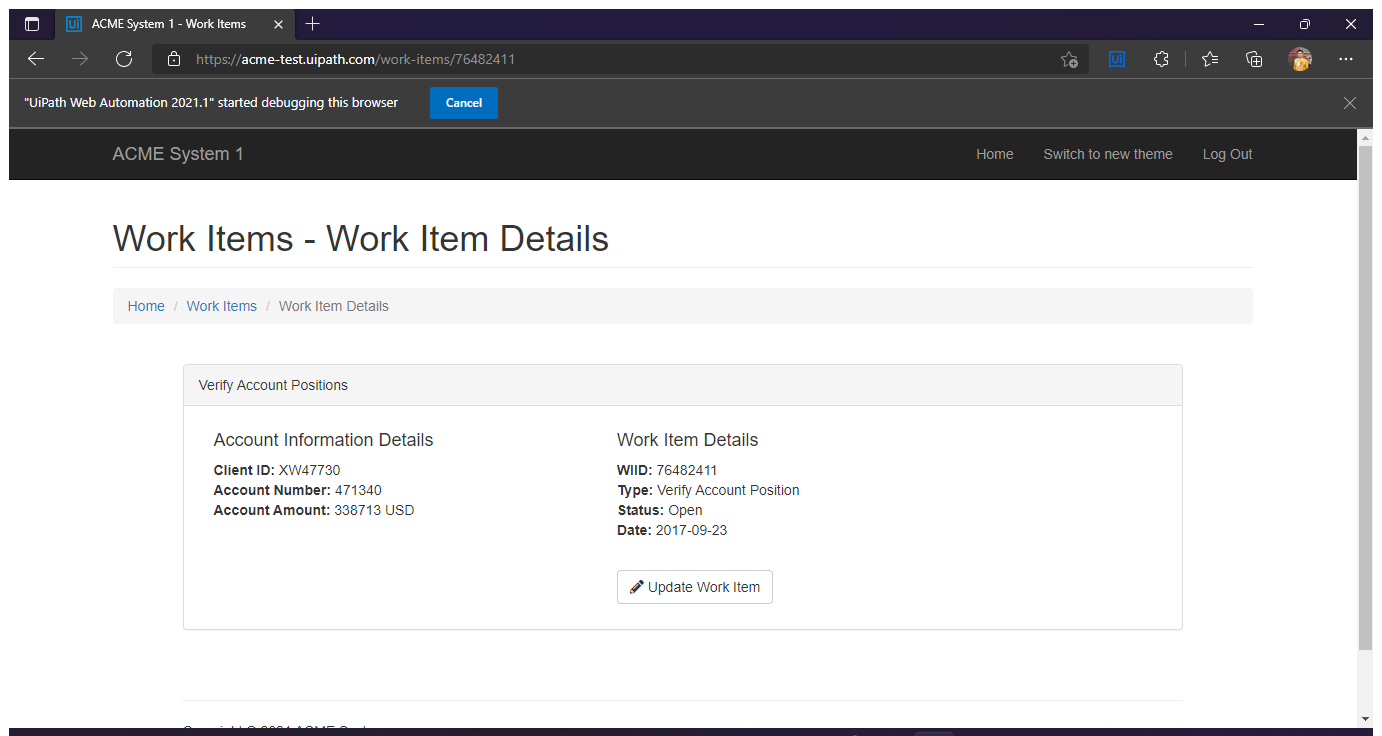 Ui ACME System 1 - Work Items
https://acme-test.uipath.com/work-items/76482411
Ui
"UiPath Web Automation 2021.1" started debugging this browser Cancel
ACME System 1 Home Switch to new theme Log Out
Work Items - Work Item Details
Home / Work Items / Work Item Details
Verify Account Positions
Account Information Details
Client ID: XW47730
Account Number: 471340
Account Amount: 338713 USD
Work Item Details
WIID: 76482411
Type: Verify Account Position
Status: Open
Date: 2017-09-23
Update Work Item